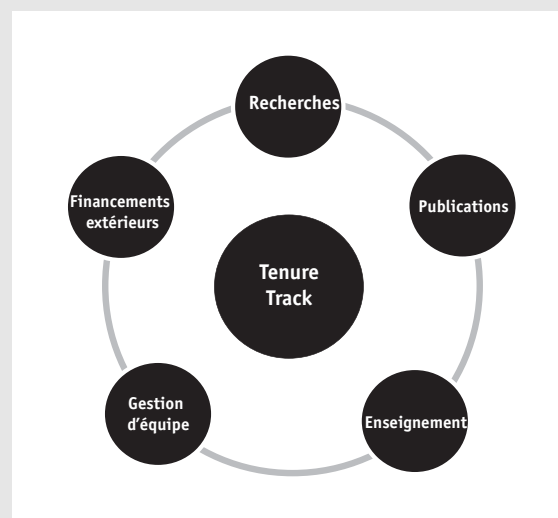 Recherches
Publications
Enseignement
Gestion
d'équipe
Financements
extérieurs
Tenure
Track